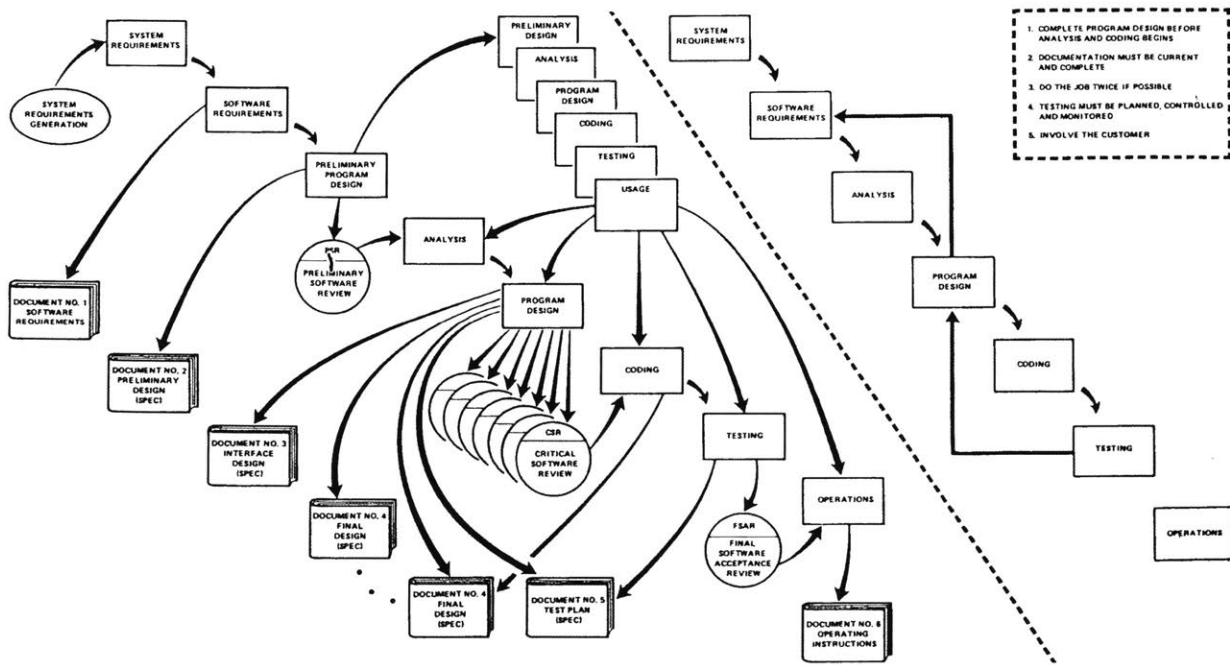 SYSTEM
REQUIREMENTS
SYSTEM
REQUIREMENTS
GENERATION
SOFTWARE
REQUIREMENTS
PRELIMINARY
PROGRAM
DESIGN
PRELIMINARY
DESIGN
ANALYSIS
PROGRAM
DESIGN
CODING
TESTING
USAGE
PRELIMINARY
SOFTWARE
REVIEW
ANALYSIS
PROGRAM
DESIGN
CODING
TESTING
OPERATIONS
CSR
CRITICAL
SOFTWARE
REVIEW
FSAR
FINAL
SOFTWARE
ACCEPTANCE
REVIEW
DOCUMENT NO. 1
SOFTWARE
REQUIREMENTS
DOCUMENT NO. 2
PRELIMINARY
DESIGN
(SPEC)
DOCUMENT NO. 3
INTERFACE
DESIGN
(SPEC)
DOCUMENT NO. 4
FINAL
DESIGN
(SPEC)
DOCUMENT NO. 4
FINAL
DESIGN
(SPEC)
DOCUMENT NO. 5
TEST PLAN
(SPEC)
DOCUMENT NO. 6
OPERATING
INSTRUCTIONS
SYSTEM
REQUIREMENTS
SOFTWARE
REQUIREMENTS
ANALYSIS
PROGRAM
DESIGN
CODING
TESTING
OPERATIONS
1. COMPLETE PROGRAM DESIGN BEFORE
ANALYSIS AND CODING BEGINS
2. DOCUMENTATION MUST BE CURRENT
AND COMPLETE
3. DO THE JOB TWICE IF POSSIBLE
4. TESTING MUST BE PLANNED, CONTROLLED
AND MONITORED
5. INVOLVE THE CUSTOMER